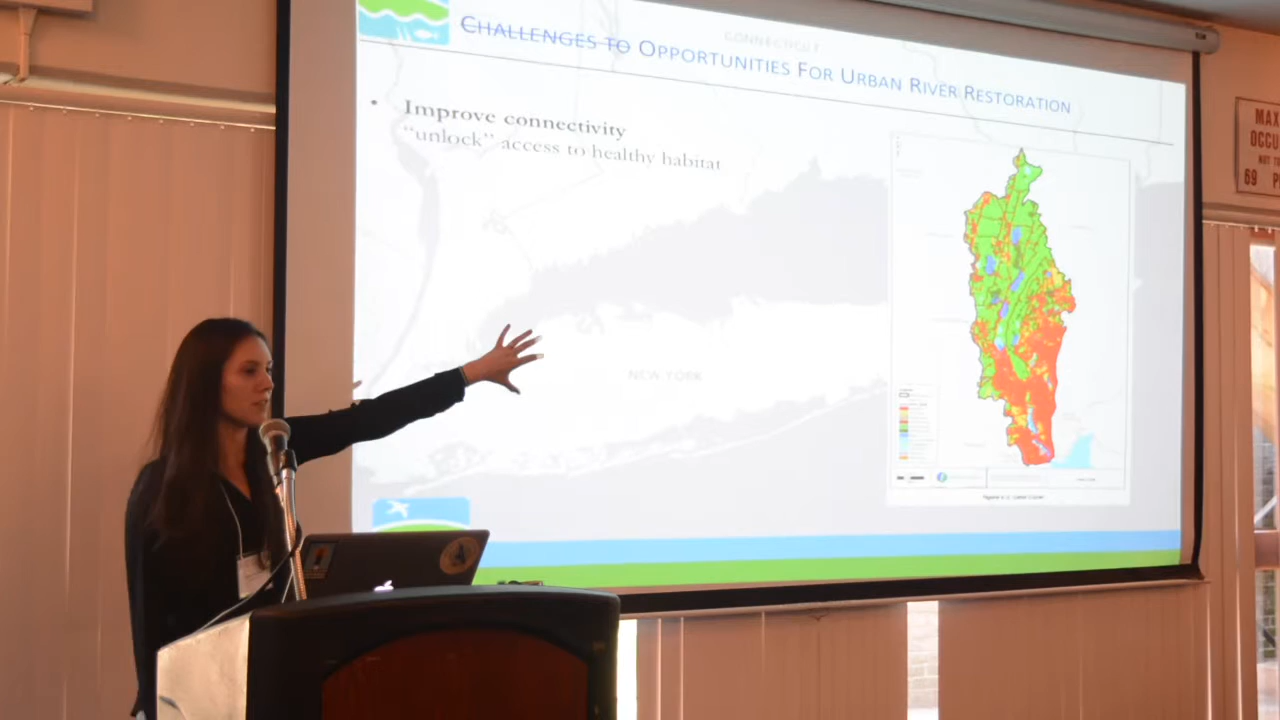 CONNECTICUT
CHALLENGES TO OPPORTUNITIES FOR URBAN RIVER RESTORATION
• Improve connectivity
"unlock" access to healthy habitat
NEW YORK
MAX
OCCU
NOT
69 P